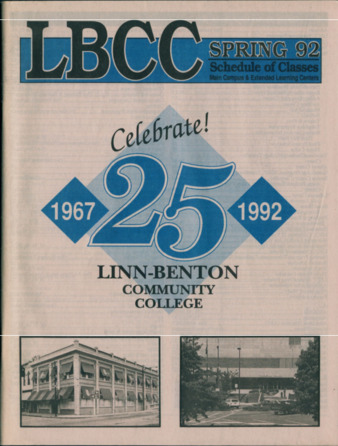 LBCC
SPRING 92
Schedule of Classes
Main Campus & Extended Learning Centers
Celebrate!
1967
25
1992
LINN-BENTON
COMMUNITY
COLLEGE